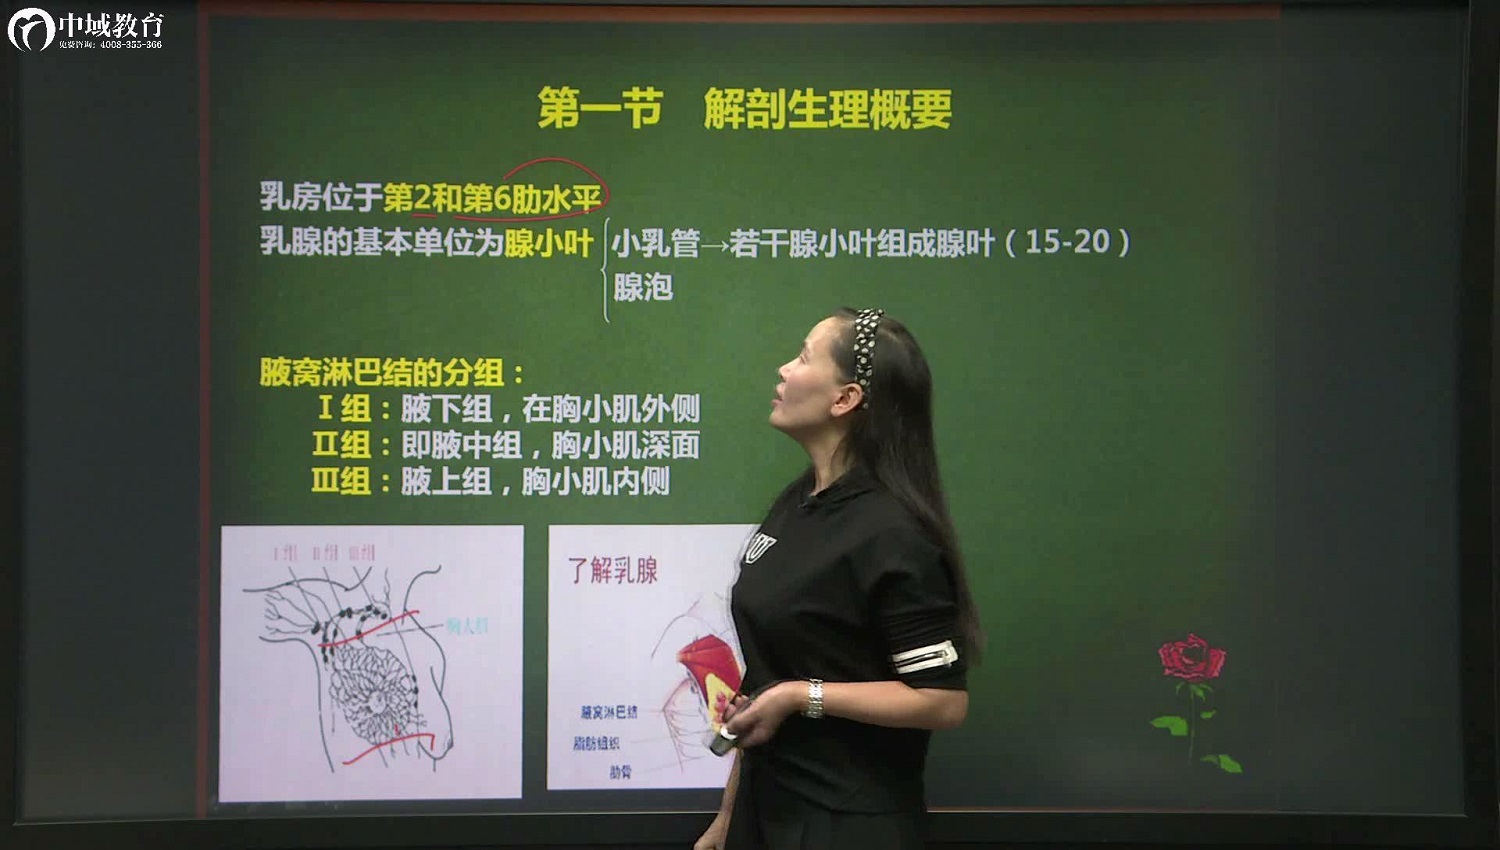 中域教育
免费咨询：4008-355-366
第一节 解剖生理概要
乳房位于第2和第6肋水平
乳腺的基本单位为腺小叶
小乳管→若干腺小叶组成腺叶（15-20）
腺泡
腋窝淋巴结的分组：
Ⅰ组：腋下组，在胸小肌外侧
Ⅱ组：即腋中组，胸小肌深面
Ⅲ组：腋上组，胸小肌内侧
Ⅰ组 Ⅱ组 Ⅲ组
胸大肌
了解乳腺
腋窝淋巴结
脂肪组织
肋骨